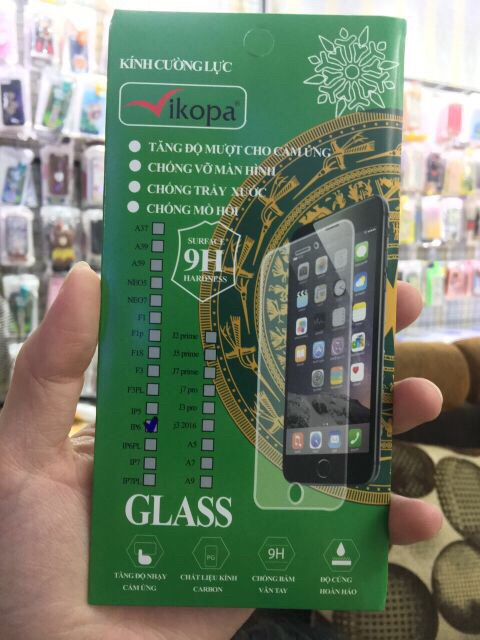 KÍNH CƯỜNG LỰC
Vikopa®
TĂNG ĐỘ MƯỢT CHO CẢM ỨNG
CHỐNG VỠ MÀN HÌNH
CHỐNG TRẦY XƯỚC
CHỐNG MỒ HÔI
SURFACE
9H
HARDNESS
A37
A39
A59
NEO5
NEO7
F1
F1p
F1S
F3
F3PL
IP5
IP6
IP6PL
IP7
IP7Pl
J2 prime
J5 prime
J7 prime
j7 pro
J3 pro
j3 2016
A5
A7
A9
GLASS
PG
9H
TĂNG ĐỘ NHẠY
CẢM ỨNG
CHẤT LIỆU KÍNH
CARBON
CHỐNG BÁM
VÂN TAY
ĐỘ CỨNG
HOÀN HẢO